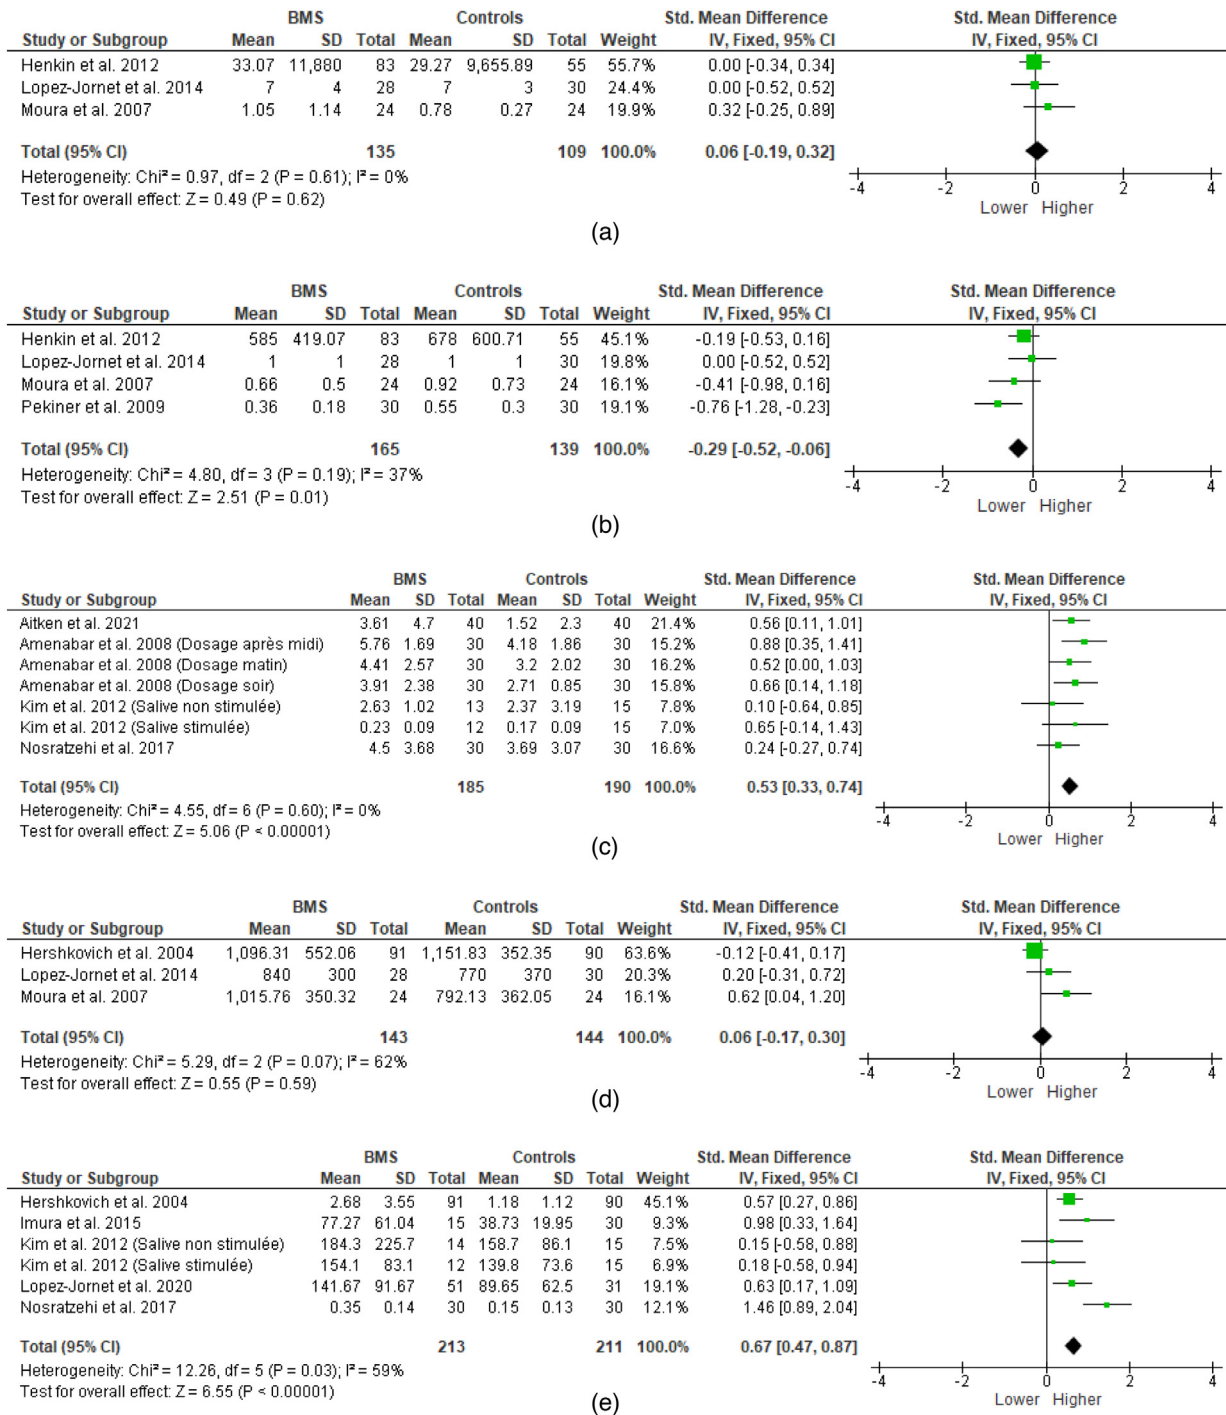 BMS Controls Std. Mean Difference Std. Mean Difference
Study or Subgroup Mean SD Total Mean SD Total Weight IV, Fixed, 95% CI IV, Fixed, 95% CI
Henkin et al. 2012 33.07 11,880 83 29.27 9,655.89 55 55.7% 0.00 [-0.34, 0.34]
Lopez-Jornet et al. 2014 7 4 28 7 3 30 24.4% 0.00 [-0.52, 0.52]
Moura et al. 2007 1.05 1.14 24 0.78 0.27 24 19.9% 0.32 [-0.25, 0.89]
Total (95% CI) 135 109 100.0% 0.06 [-0.19, 0.32]
Heterogeneity: Chi² = 0.97, df = 2 (P = 0.61); I² = 0%
Test for overall effect: Z = 0.49 (P = 0.62)
-4 -2 0 2 4
Lower Higher
(a)
BMS Controls Std. Mean Difference Std. Mean Difference
Study or Subgroup Mean SD Total Mean SD Total Weight IV, Fixed, 95% CI IV, Fixed, 95% CI
Henkin et al. 2012 585 419.07 83 678 600.71 55 45.1% -0.19 [-0.53, 0.16]
Lopez-Jornet et al. 2014 1 1 28 1 1 30 19.8% 0.00 [-0.52, 0.52]
Moura et al. 2007 0.66 0.5 24 0.92 0.73 24 16.1% -0.41 [-0.98, 0.16]
Pekiner et al. 2009 0.36 0.18 30 0.55 0.3 30 19.1% -0.76 [-1.28, -0.23]
Total (95% CI) 165 139 100.0% -0.29 [-0.52, -0.06]
Heterogeneity: Chi² = 4.80, df = 3 (P = 0.19); I² = 37%
Test for overall effect: Z = 2.51 (P = 0.01)
-4 -2 0 2 4
Lower Higher
(b)
BMS Controls Std. Mean Difference Std. Mean Difference
Study or Subgroup Mean SD Total Mean SD Total Weight IV, Fixed, 95% CI IV, Fixed, 95% CI
Aitken et al. 2021 3.61 4.7 40 1.52 2.3 40 21.4% 0.56 [0.11, 1.01]
Amenabar et al. 2008 (Dosage après midi) 5.76 1.69 30 4.18 1.86 30 15.2% 0.88 [0.35, 1.41]
Amenabar et al. 2008 (Dosage matin) 4.41 2.57 30 3.2 2.02 30 16.2% 0.52 [0.00, 1.03]
Amenabar et al. 2008 (Dosage soir) 3.91 2.38 30 2.71 0.85 30 15.8% 0.66 [0.14, 1.18]
Kim et al. 2012 (Salive non stimulée) 2.63 1.02 13 2.37 3.19 15 7.8% 0.10 [-0.64, 0.85]
Kim et al. 2012 (Salive stimulée) 0.23 0.09 12 0.17 0.09 15 7.0% 0.65 [-0.14, 1.43]
Nosratzehi et al. 2017 4.5 3.68 30 3.69 3.07 30 16.6% 0.24 [-0.27, 0.74]
Total (95% CI) 185 190 100.0% 0.53 [0.33, 0.74]
Heterogeneity: Chi² = 4.55, df = 6 (P = 0.60); I² = 0%
Test for overall effect: Z = 5.06 (P < 0.00001)
-4 -2 0 2 4
Lower Higher
(c)
BMS Controls Std. Mean Difference Std. Mean Difference
Study or Subgroup Mean SD Total Mean SD Total Weight IV, Fixed, 95% CI IV, Fixed, 95% CI
Hershkovich et al. 2004 1,096.31 552.06 91 1,151.83 352.35 90 63.6% -0.12 [-0.41, 0.17]
Lopez-Jornet et al. 2014 840 300 28 770 370 30 20.3% 0.20 [-0.31, 0.72]
Moura et al. 2007 1,015.76 350.32 24 792.13 362.05 24 16.1% 0.62 [0.04, 1.20]
Total (95% CI) 143 144 100.0% 0.06 [-0.17, 0.30]
Heterogeneity: Chi² = 5.29, df = 2 (P = 0.07); I² = 62%
Test for overall effect: Z = 0.55 (P = 0.59)
-4 -2 0 2 4
Lower Higher
(d)
BMS Controls Std. Mean Difference Std. Mean Difference
Study or Subgroup Mean SD Total Mean SD Total Weight IV, Fixed, 95% CI IV, Fixed, 95% CI
Hershkovich et al. 2004 2.68 3.55 91 1.18 1.12 90 45.1% 0.57 [0.27, 0.86]
Imura et al. 2015 77.27 61.04 15 38.73 19.95 30 9.3% 0.98 [0.33, 1.64]
Kim et al. 2012 (Salive non stimulée) 184.3 225.7 14 158.7 86.1 15 7.5% 0.15 [-0.58, 0.88]
Kim et al. 2012 (Salive stimulée) 154.1 83.1 12 139.8 73.6 15 6.9% 0.18 [-0.58, 0.94]
Lopez-Jornet et al. 2020 141.67 91.67 51 89.65 62.5 31 19.1% 0.63 [0.17, 1.09]
Nosratzehi et al. 2017 0.35 0.14 30 0.15 0.13 30 12.1% 1.46 [0.89, 2.04]
Total (95% CI) 213 211 100.0% 0.67 [0.47, 0.87]
Heterogeneity: Chi² = 12.26, df = 5 (P = 0.03); I² = 59%
Test for overall effect: Z = 6.55 (P < 0.00001)
-4 -2 0 2 4
Lower Higher
(e)